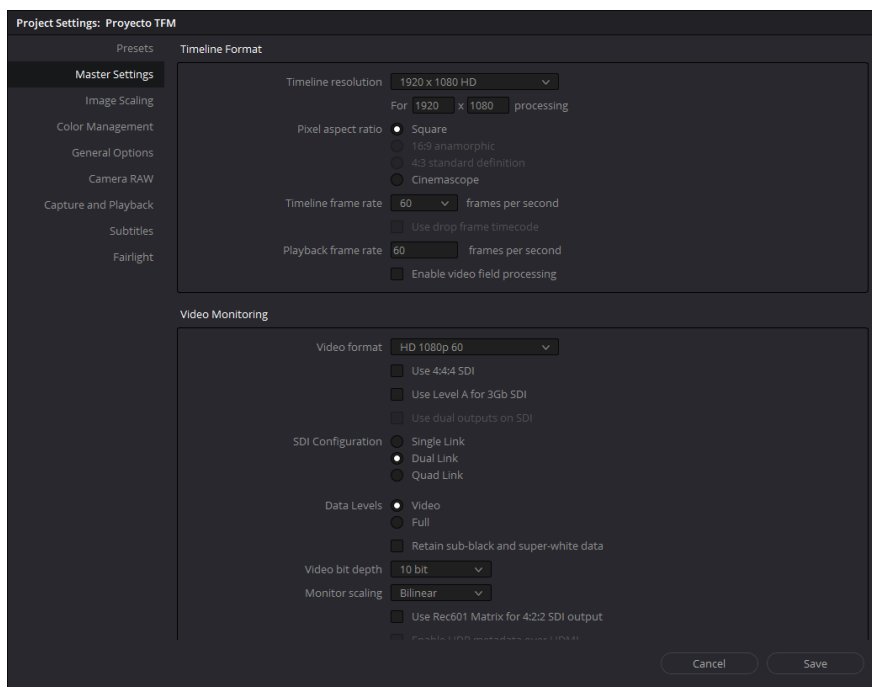 Project Settings: Proyecto TFM
Presets
Master Settings
Image Scaling
Color Management
General Options
Camera RAW
Capture and Playback
Subtitles
Fairlight
Timeline Format
Timeline resolution 1920 x 1080 HD
For 1920 x 1080 processing
Pixel aspect ratio Square
16:9 anamorphic
4:3 standard definition
Cinemascope
Timeline frame rate 60 frames per second
Use drop frame timecode
Playback frame rate 60 frames per second
Enable video field processing
Video Monitoring
Video format HD 1080p 60
Use 4:4:4 SDI
Use Level A for 3Gb SDI
Use dual outputs on SDI
SDI Configuration Single Link
Dual Link
Quad Link
Data Levels Video
Full
Retain sub-black and super-white data
Video bit depth 10 bit
Monitor scaling Bilinear
Use Rec601 Matrix for 4:2:2 SDI output
Enable HDR metadata over HDMI
Cancel Save